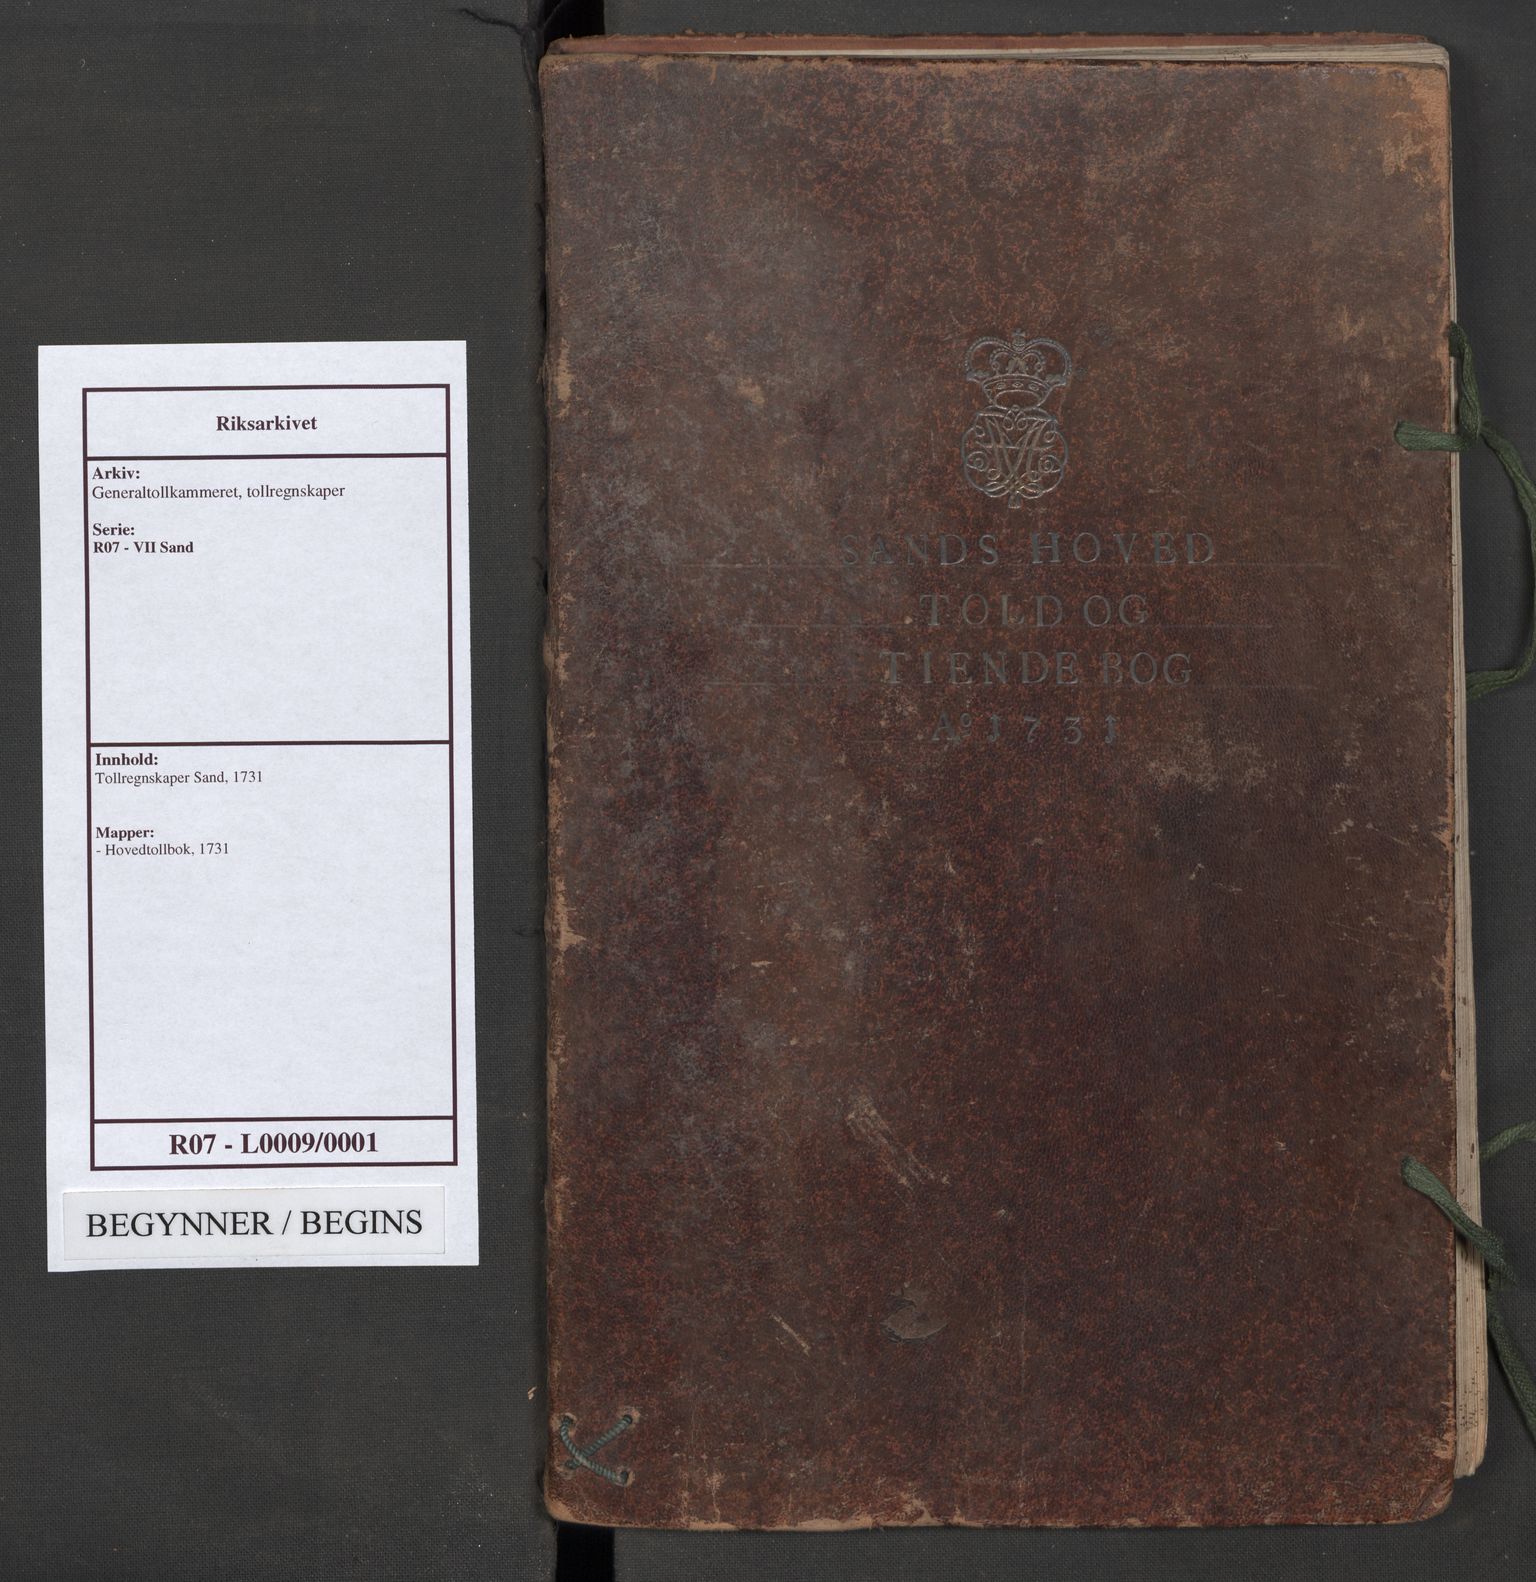 Riksarkivet
Arkiv:
Generaltollkammeret, tollregnskaper
Serie:
R07 - VII Sand
Innhold:
Tollregnskaper Sand, 1731
Mapper:
- Hovedtollbok, 1731
R07 - L0009/0001
BEGYNNER / BEGINS
SANDS HOVED
TOLD OG
TIENDE BOG
Aº 1731